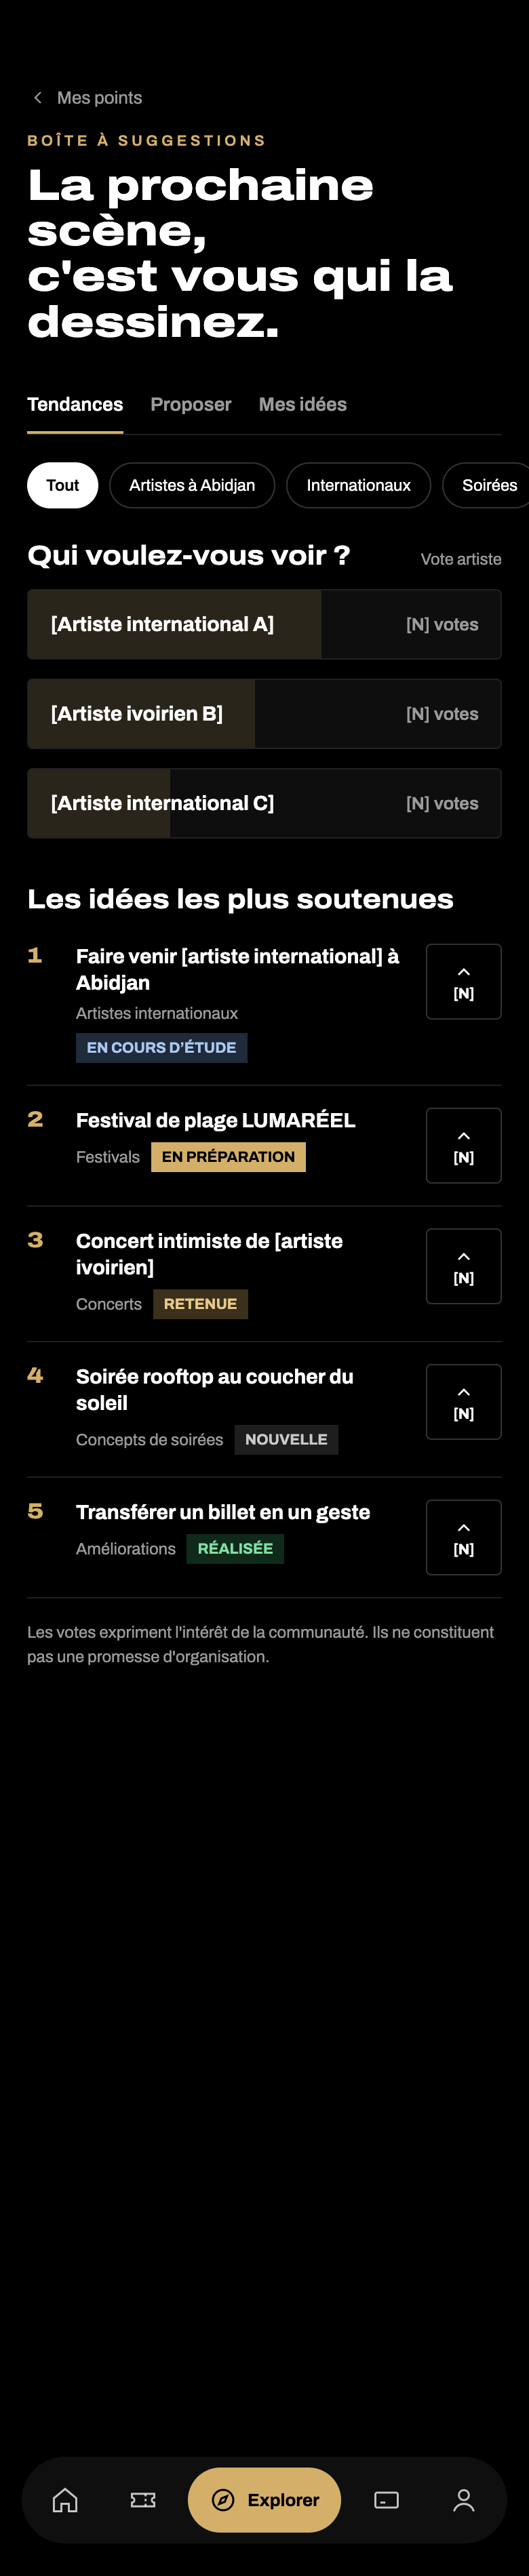 Mes points
BOÎTE À SUGGESTIONS
La prochaine
scène,
c'est vous qui la
dessinez.
Tendances Proposer Mes idées
Tout Artistes à Abidjan Internationaux Soirées
Qui voulez-vous voir ? Vote artiste
[Artiste international A] [N] votes
[Artiste ivoirien B] [N] votes
[Artiste international C] [N] votes
Les idées les plus soutenues
1 Faire venir [artiste international] à
Abidjan
[N]
Artistes internationaux
EN COURS D’ÉTUDE
2 Festival de plage LUMARÉEL
Festivals EN PRÉPARATION [N]
3 Concert intimiste de [artiste
ivoirien]
[N]
Concerts RETENUE
4 Soirée rooftop au coucher du
soleil
[N]
Concepts de soirées NOUVELLE
5 Transférer un billet en un geste
Améliorations RÉALISÉE [N]
Les votes expriment l'intérêt de la communauté. Ils ne constituent
pas une promesse d'organisation.
Explorer